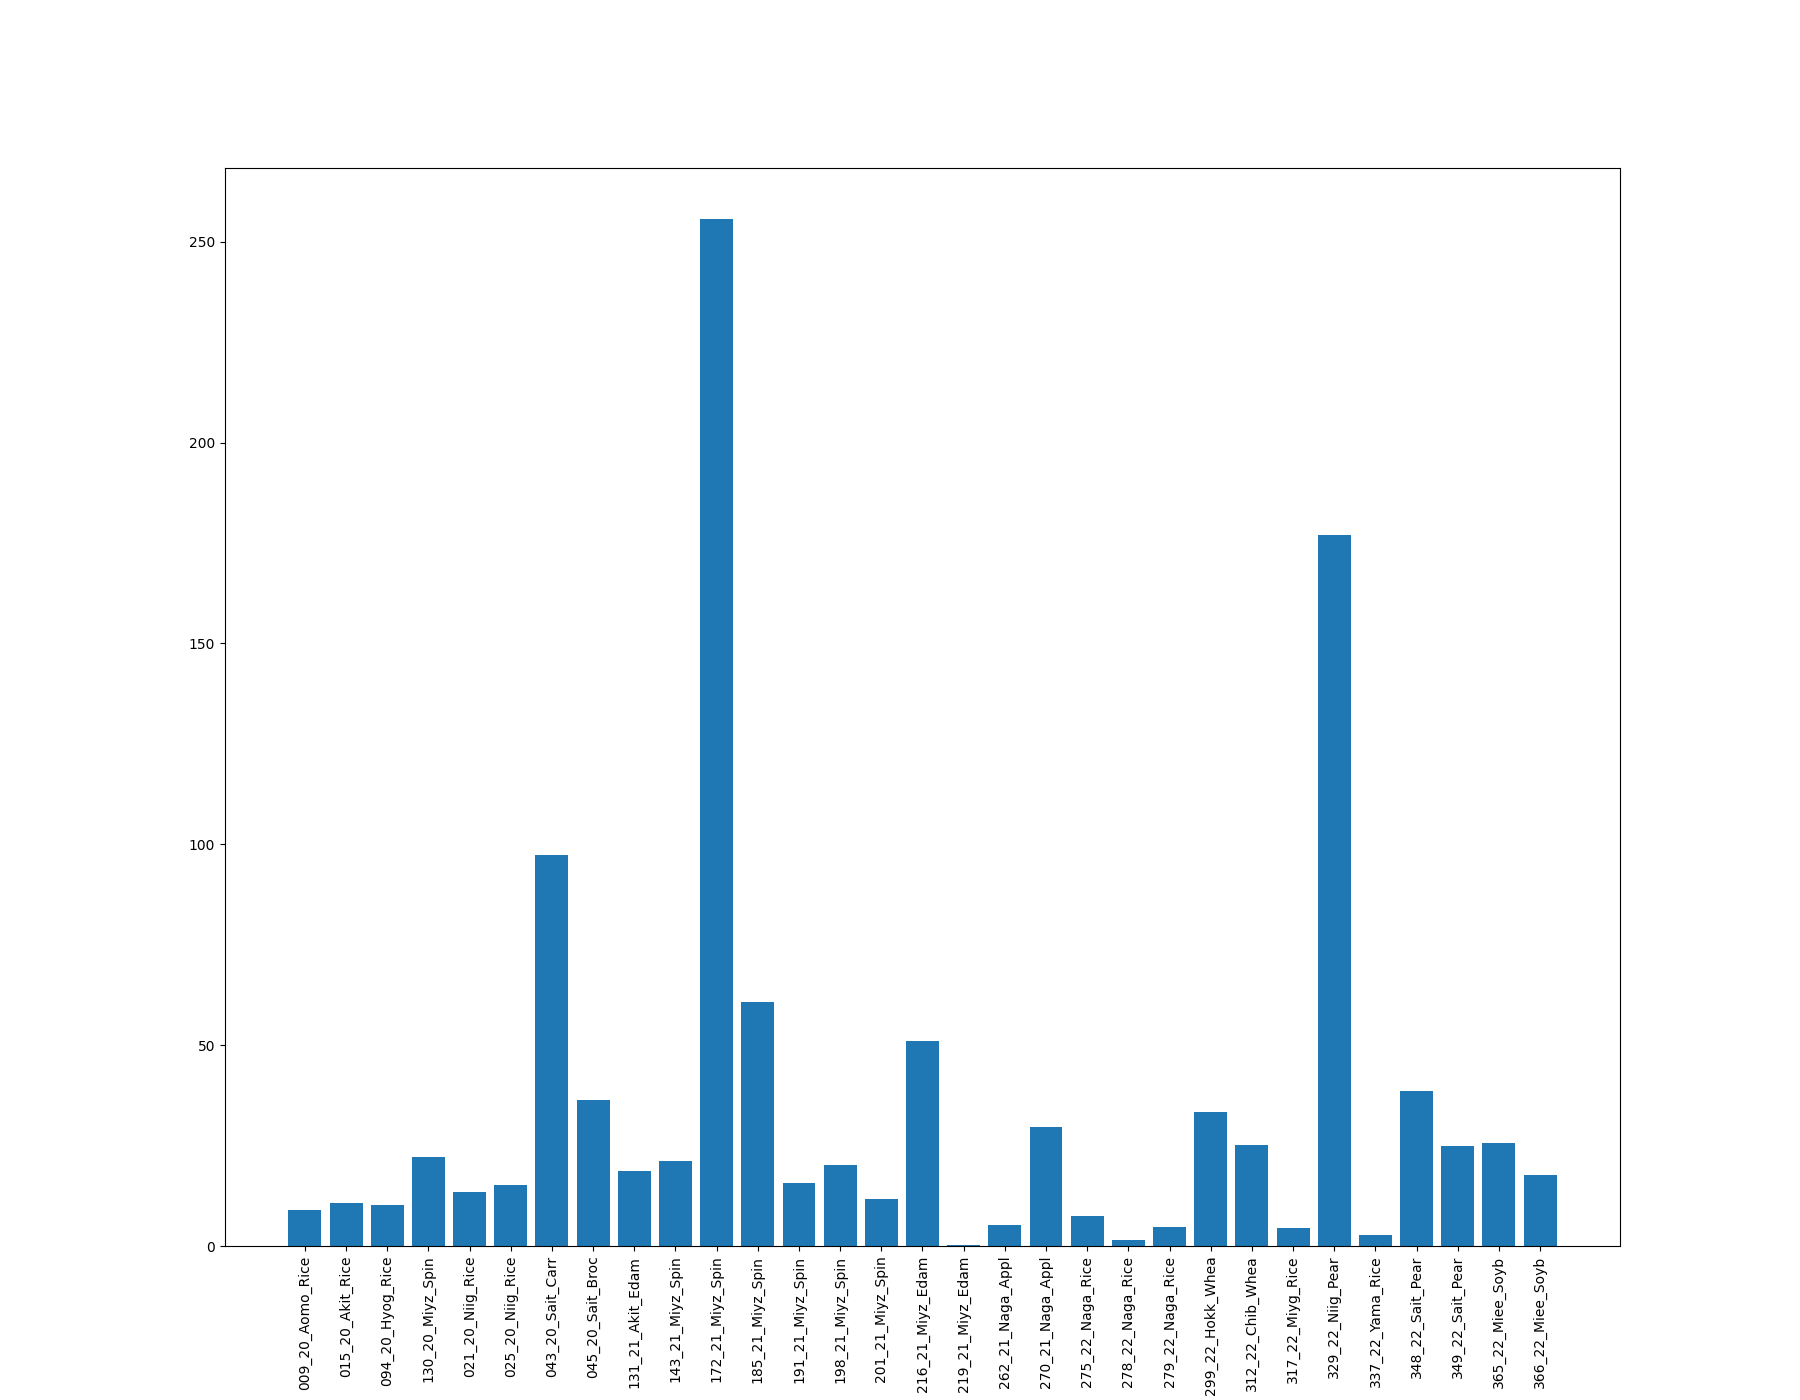 250
200
150
100
50
0
009_20_Aomo_Rice
015_20_Akit_Rice
094_20_Hyog_Rice
130_20_Miyz_Spin
021_20_Niig_Rice
025_20_Niig_Rice
043_20_Sait_Carr
045_20_Sait_Broc
131_21_Akit_Edam
143_21_Miyz_Spin
172_21_Miyz_Spin
185_21_Miyz_Spin
191_21_Miyz_Spin
198_21_Miyz_Spin
201_21_Miyz_Spin
216_21_Miyz_Edam
219_21_Miyz_Edam
262_21_Naga_Appl
270_21_Naga_Appl
275_22_Naga_Rice
278_22_Naga_Rice
279_22_Naga_Rice
299_22_Hokk_Whea
312_22_Chib_Whea
317_22_Miyg_Rice
329_22_Niig_Pear
337_22_Yama_Rice
348_22_Sait_Pear
349_22_Sait_Pear
365_22_Miee_Soyb
366_22_Miee_Soyb